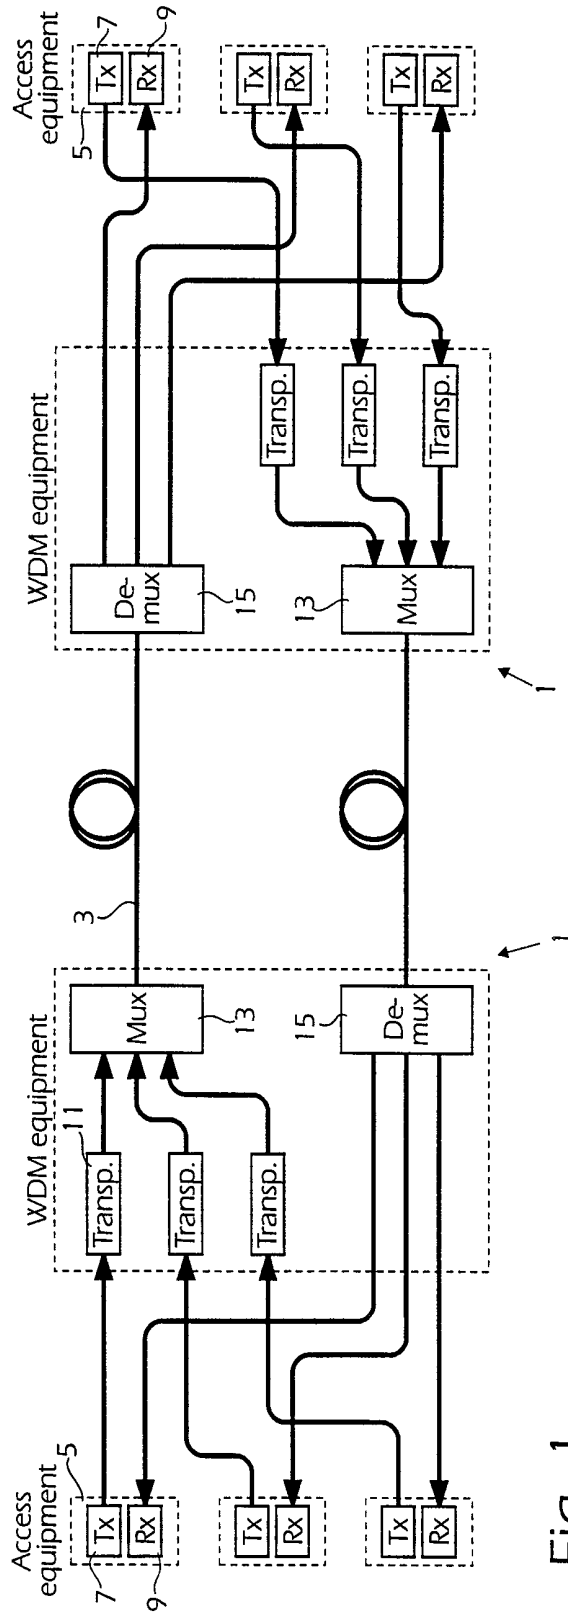 Access
equipment
5
7
Tx
9
Rx
Tx
Rx
Tx
Rx
WDM equipment
11
Transp.
Transp.
Transp.
Mux
13
15
De-
mux
1
3
WDM equipment
De-
mux
15
13
Mux
Transp.
Transp.
Transp.
1
Access
equipment
5
7
Tx
9
Rx
Tx
Rx
Tx
Rx
Fig. 1